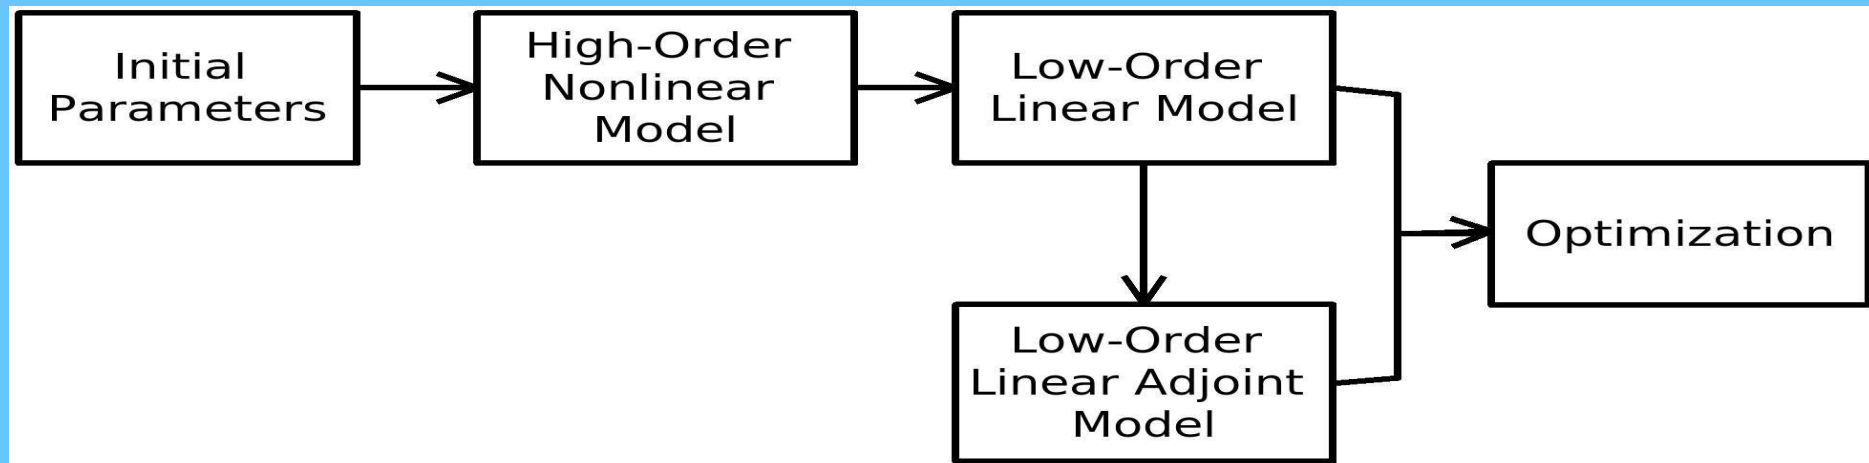 Initial
Parameters
High-Order
Nonlinear
Model
Low-Order
Linear Model
Low-Order
Linear Adjoint
Model
Optimization